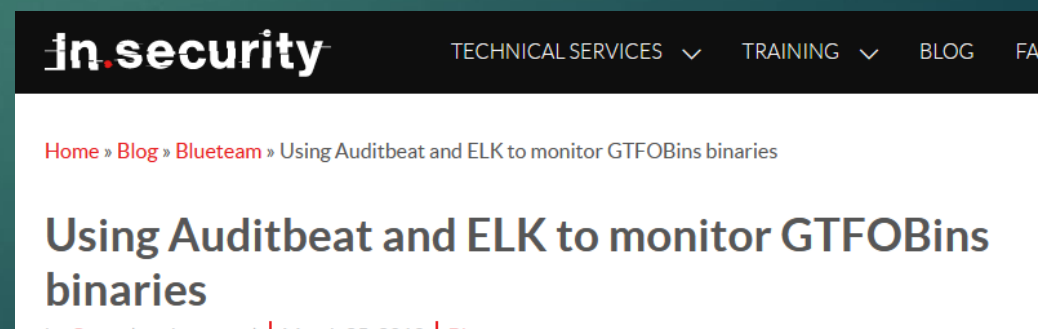 in.security
TECHNICAL SERVICES TRAINING BLOG
Home » Blog » Blueteam » Using Auditbeat and ELK to monitor GTFOBins binaries
Using Auditbeat and ELK to monitor GTFOBins
binaries